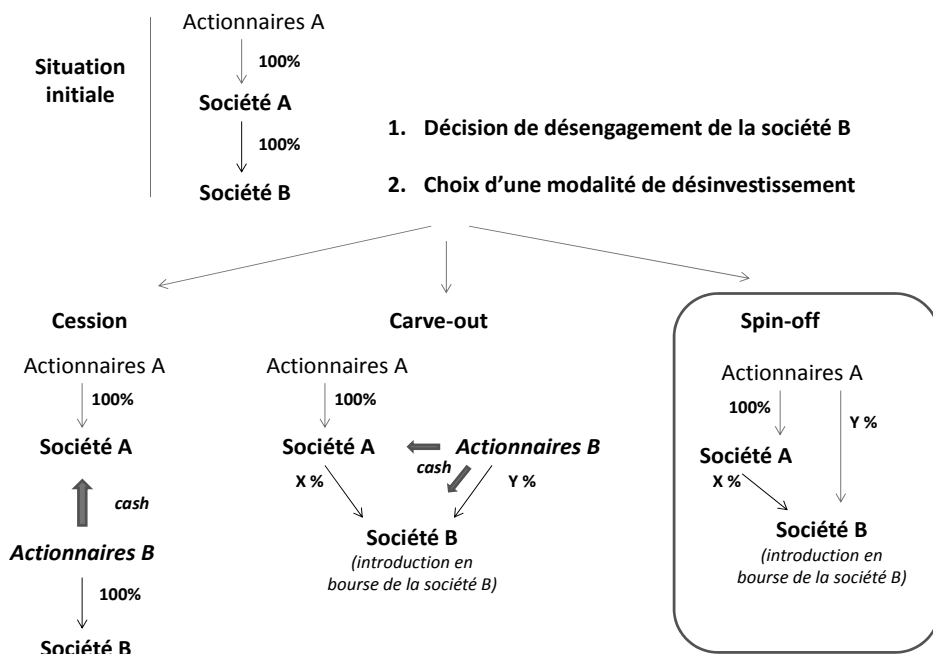 Actionnaires A
100%
Situation
initiale
Société A
100%
Société B
1. Décision de désengagement de la société B
2. Choix d’une modalité de désinvestissement
Cession
Actionnaires A
100%
Société A
cash
Actionnaires B
100%
Société B
Carve-out
Actionnaires A
100%
Société A
Actionnaires B
cash
X %
Y %
Société B
(introduction en
bourse de la société B)
Spin-off
Actionnaires A
100%
Y %
Société A
X %
Société B
(introduction en
bourse de la société B)